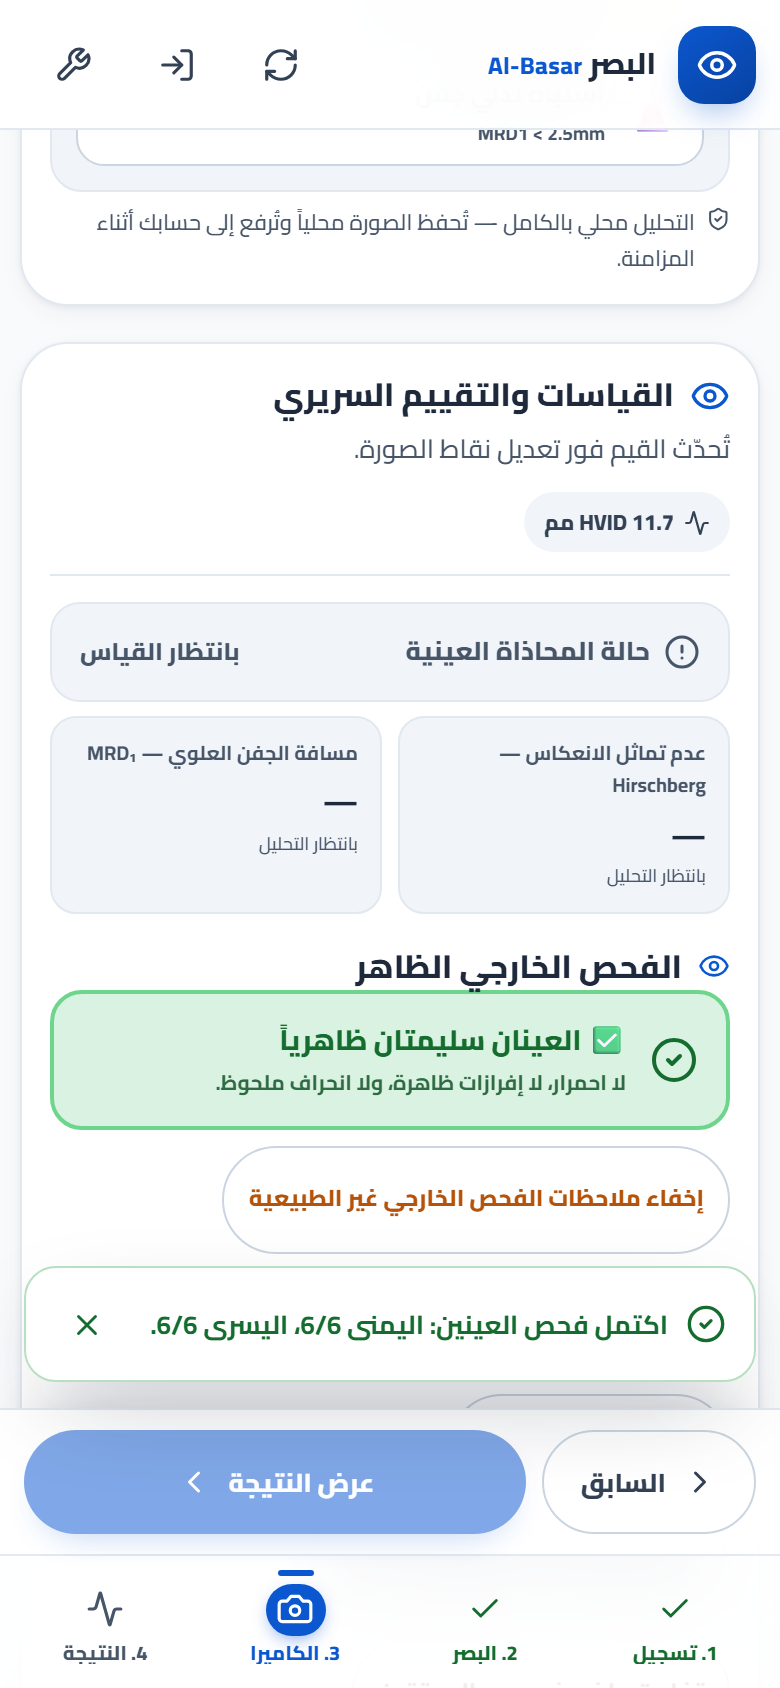 البصر Al-Basar
MRD1 < 2.5mm
التحليل محلي بالكامل — تُحفظ الصورة محلياً وتُرفع إلى حسابك أثناء
المزامنة.
القياسات والتقييم السريري
تُحدّث القيم فور تعديل نقاط الصورة.
HVID 11.7 مم
حالة المحاذاة العينية
بانتظار القياس
عدم تماثل الانعكاس —
Hirschberg
—
بانتظار التحليل
مسافة الجفن العلوي — MRD₁
—
بانتظار التحليل
الفحص الخارجي الظاهر
✅ العينان سليمتان ظاهرياً
لا احمرار، لا إفرازات ظاهرة، ولا انحراف ملحوظ.
إخفاء ملاحظات الفحص الخارجي غير الطبيعية
اكتمل فحص العينين: اليمنى 6/6، اليسرى 6/6.
السابق
عرض النتيجة
1. تسجيل
2. البصر
3. الكاميرا
4. النتيجة